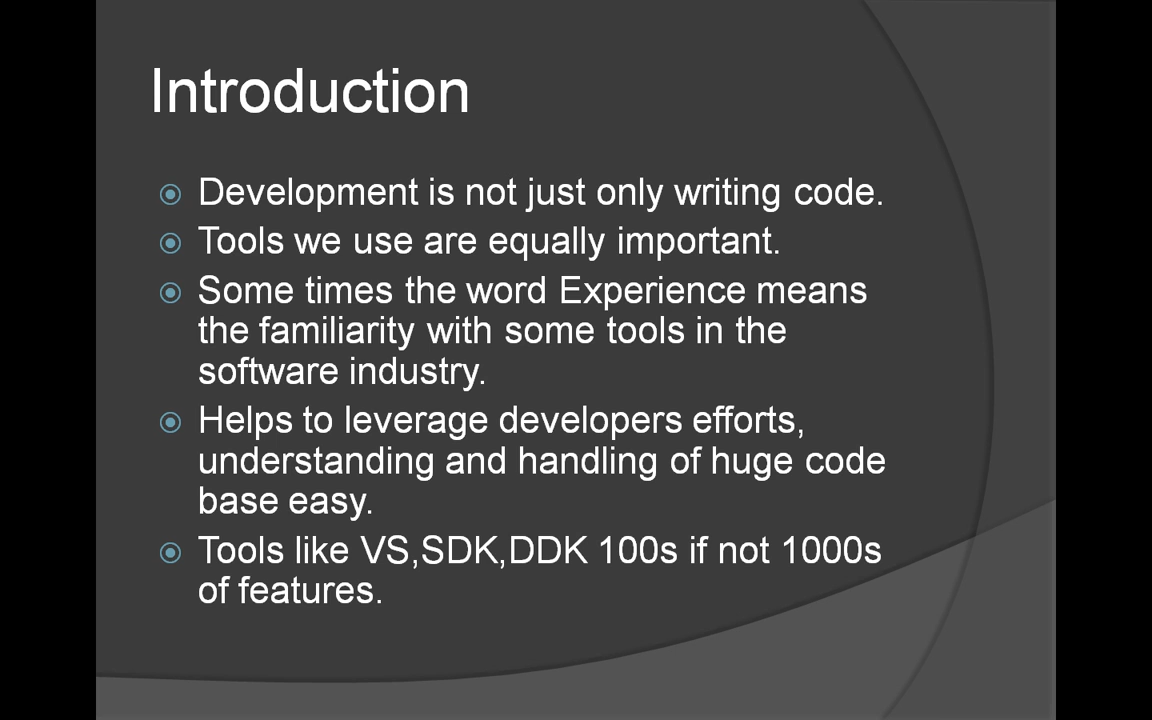 Introduction
Development is not just only writing code.
Tools we use are equally important.
Some times the word Experience means
the familiarity with some tools in the
software industry.
Helps to leverage developers efforts,
understanding and handling of huge code
base easy.
Tools like VS,SDK,DDK 100s if not 1000s
of features.